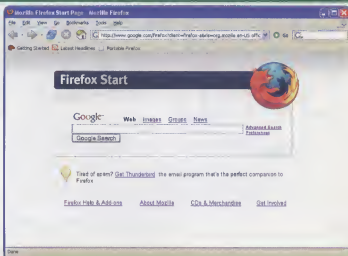 Mozilla Firefox Start Page - Mozilla Firefox
File Edit View Go Bookmarks Tools Help
Go
Getting Started Latest Headlines Portable Firefox
Firefox Start
Google Web Images Groups News
Advanced Search
Preferences
Google Search
Tired of spam? Get Thunderbird, the email program that's the perfect companion to
Firefox
Firefox Help & Add-ons About Mozilla CDs & Merchandise Get Involved
Done